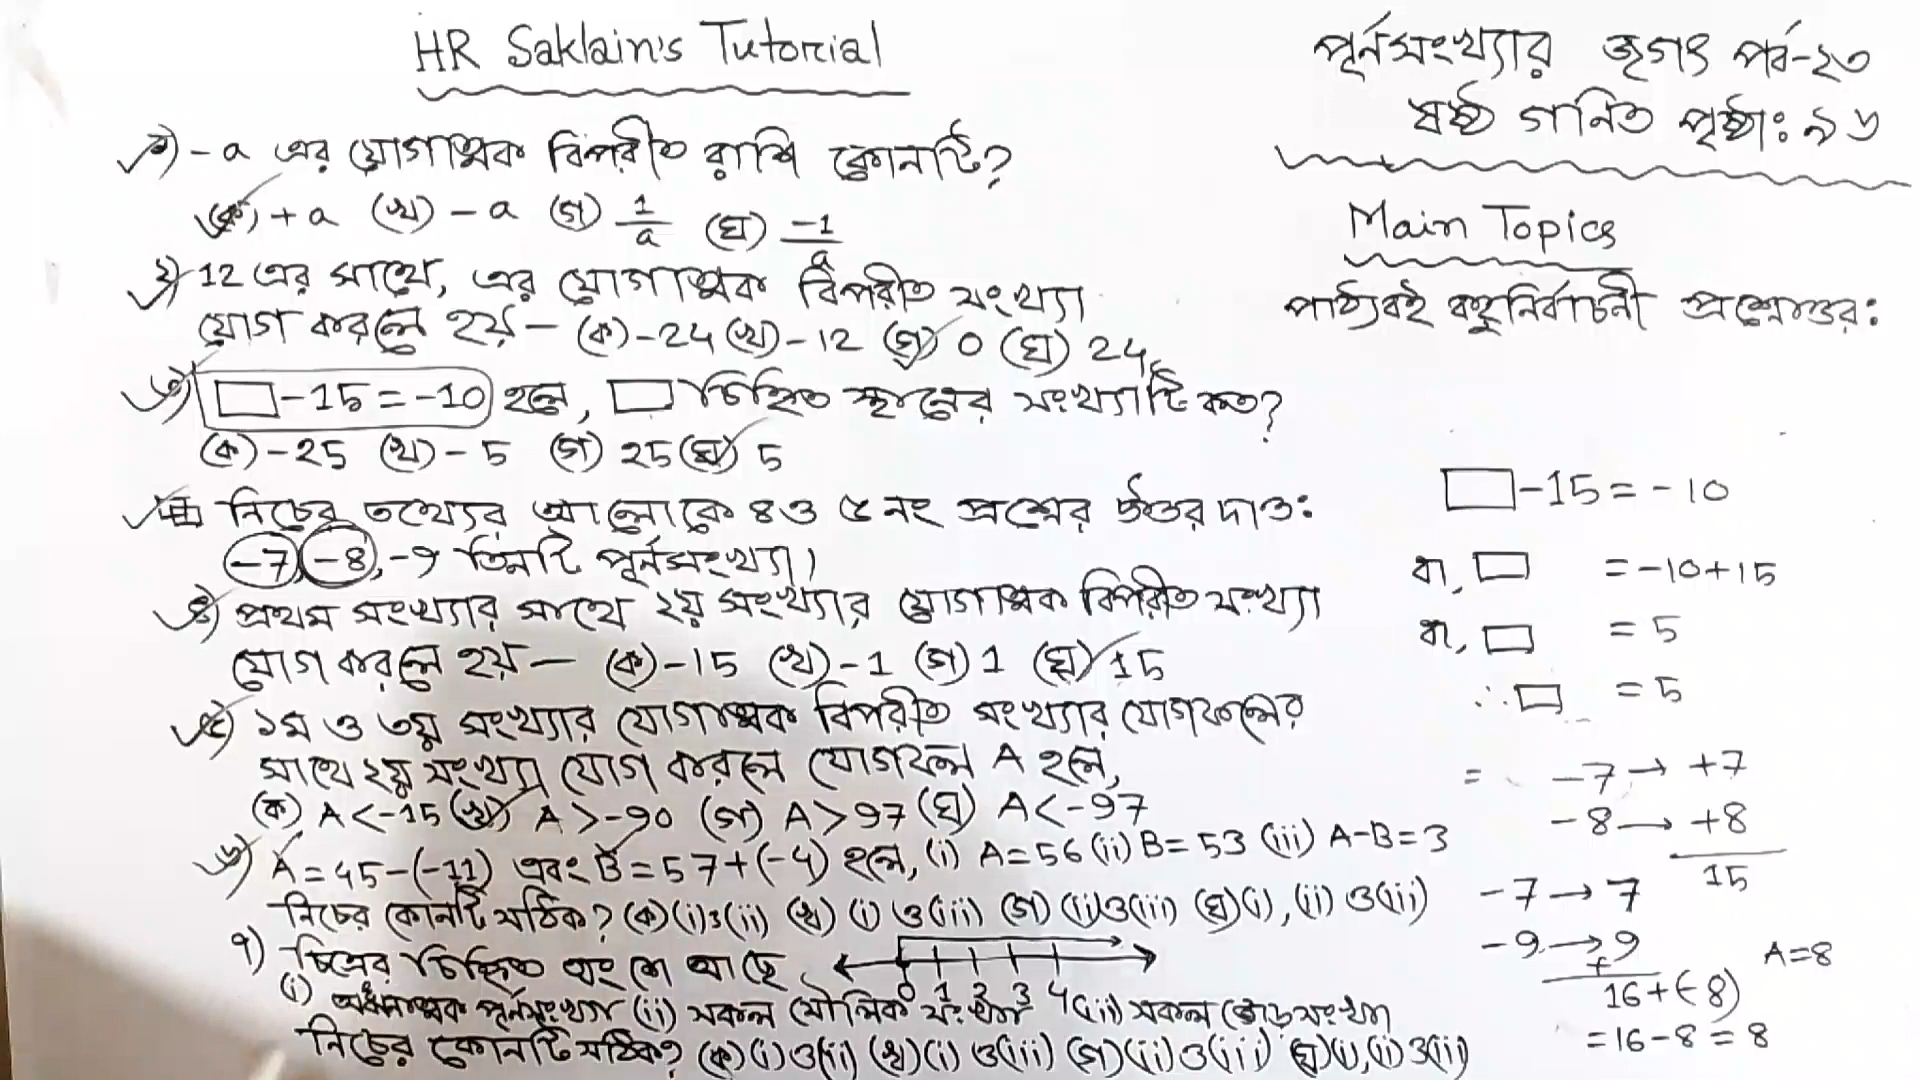 HR Saklain's Tutorial
পূর্নসংখ্যার জগৎ পর্ব-২৩
ষষ্ঠ গনিত পৃষ্ঠা: ৯৬
Main Topics
পাঠ্যবই বহুনির্বাচনী প্রশ্নোত্তর:
১) -a এর যোগাত্মক বিপরীত রাশি কোনটি?
(ক) +a (খ) -a (গ) 1/a (ঘ) -1/a
২) 12 এর সাথে, এর যোগাত্মক বিপরীত সংখ্যা
যোগ করলে হয় — (ক) -24 (খ) -12 (গ) 0 (ঘ) 24
৩) □-15=-10 হলে, □ চিহ্নিত স্থানের সংখ্যাটি কত?
(ক) -25 (খ) -5 (গ) 25 (ঘ) 5
নিচের তথ্যের আলোকে ৪ও ৫ নং প্রশ্নের উত্তর দাও:
-7, -8, -9 তিনটি পূর্নসংখ্যা।
৪) প্রথম সংখ্যার সাথে ২য় সংখ্যার যোগাত্মক বিপরীত সংখ্যা
যোগ করলে হয় — (ক) -15 (খ) -1 (গ) 1 (ঘ) 15
৫) ১ম ও ৩য় সংখ্যার যোগাত্মক বিপরীত সংখ্যার যোগফলের
সাথে ২য় সংখ্যা যোগ করলে যোগফল A হলে,
(ক) A<-15 (খ) A>-90 (গ) A>97 (ঘ) A<-97
৬) A=45-(-11) এবং B=57+(-4) হলে, (i) A=56 (ii) B=53 (iii) A-B=3
নিচের কোনটি সঠিক? (ক)(i)ও(ii) (খ) (i) ও(iii) (গ) (ii)ও(iii) (ঘ)(i),(ii) ও(iii)
৭) চিত্রের চিহ্নিত অংশে আছে
0 1 2 3 4
(i) পূর্নসংখ্যা (ii) সকল মৌলিক সংখ্যা (iii) সকল জোড় সংখ্যা
নিচের কোনটি সঠিক? (ক)(i)ও(ii) (খ)(i) ও(iii) (গ)(ii)ও(iii) (ঘ)(i),(ii)ও(iii)
□-15=-10
বা, □ =-10+15
বা, □ =5
∴ □ =5
= -7 → +7
-8 → +8
15
-7 → 7
-9 → 9
+
16+(-8)
=16-8=8
A=8